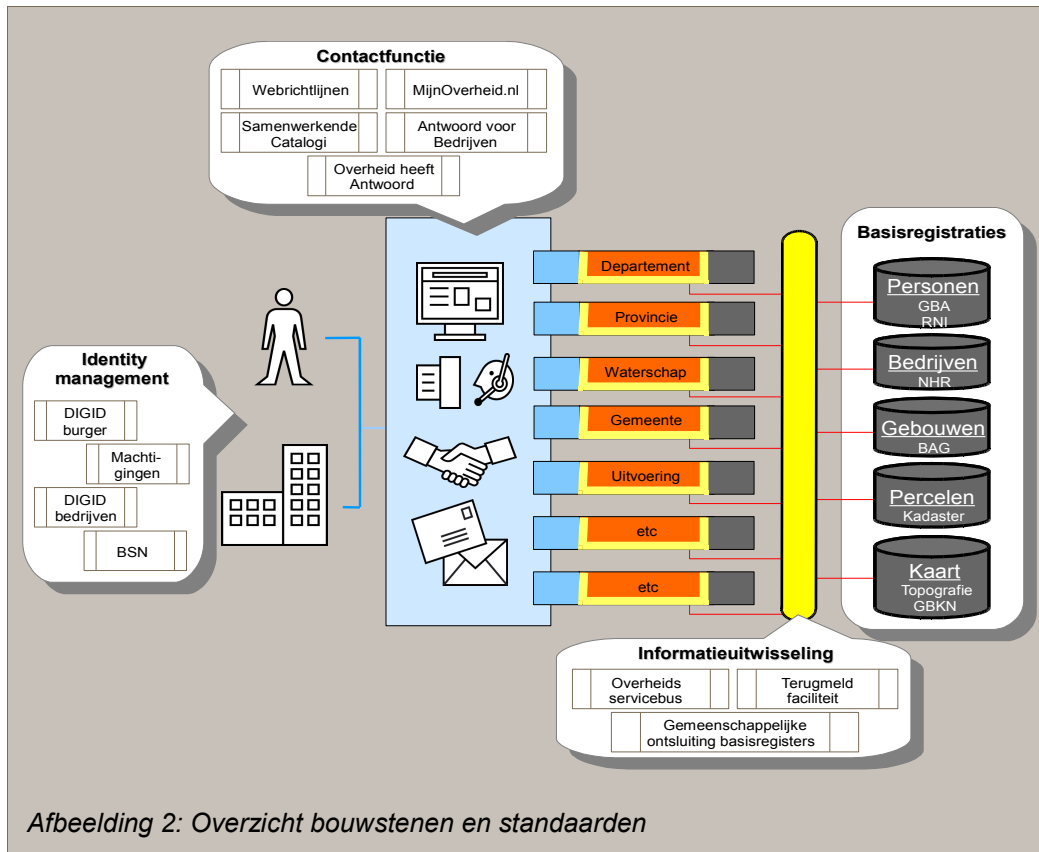 Contactfunctie
Webrichtlijnen
MijnOverheid.nl
Samenwerkende
Catalogi
Antwoord voor
Bedrijven
Overheid heeft
Antwoord
Identity
management
DIGID
burger
Machti-
gingen
DIGID
bedrijven
BSN
Departement
Provincie
Waterschap
Gemeente
Uitvoering
etc
etc
Basisregistraties
Personen
GBA
RNI
Bedrijven
NHR
Gebouwen
BAG
Percelen
Kadaster
Kaart
Topografie
GBKN
Informatieuitwisseling
Overheids
servicebus
Terugmeld
faciliteit
Gemeenschappelijke
ontsluiting basisregisters
Afbeelding 2: Overzicht bouwstenen en standaarden